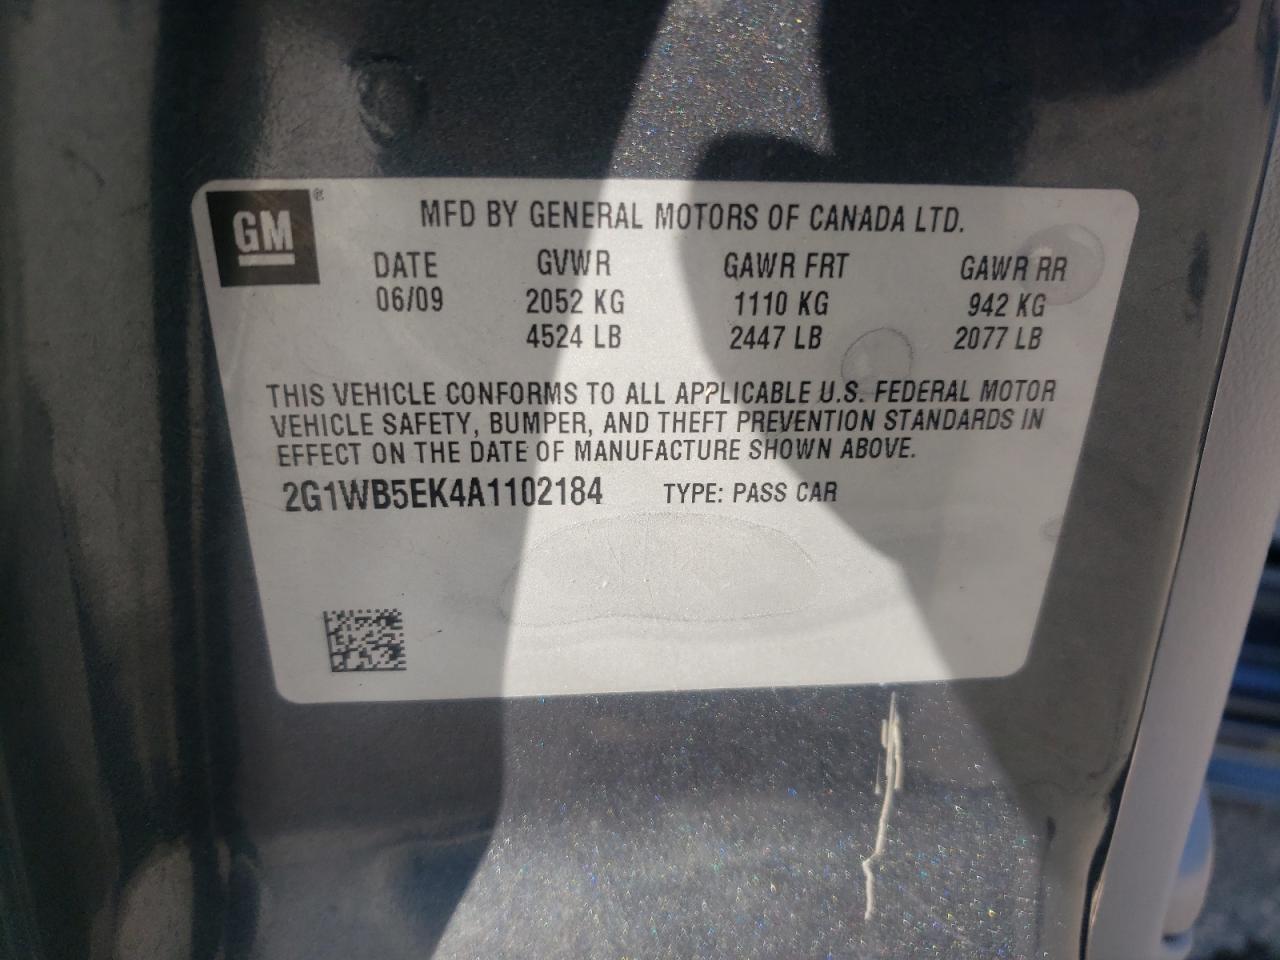 GM ®
MFD BY GENERAL MOTORS OF CANADA LTD.
DATE GVWR GAWR FRT GAWR RR
06/09 2052 KG 1110 KG 942 KG
4524 LB 2447 LB 2077 LB
THIS VEHICLE CONFORMS TO ALL APPLICABLE U.S. FEDERAL MOTOR
VEHICLE SAFETY, BUMPER, AND THEFT PREVENTION STANDARDS IN
EFFECT ON THE DATE OF MANUFACTURE SHOWN ABOVE.
2G1WB5EK4A1102184 TYPE: PASS CAR